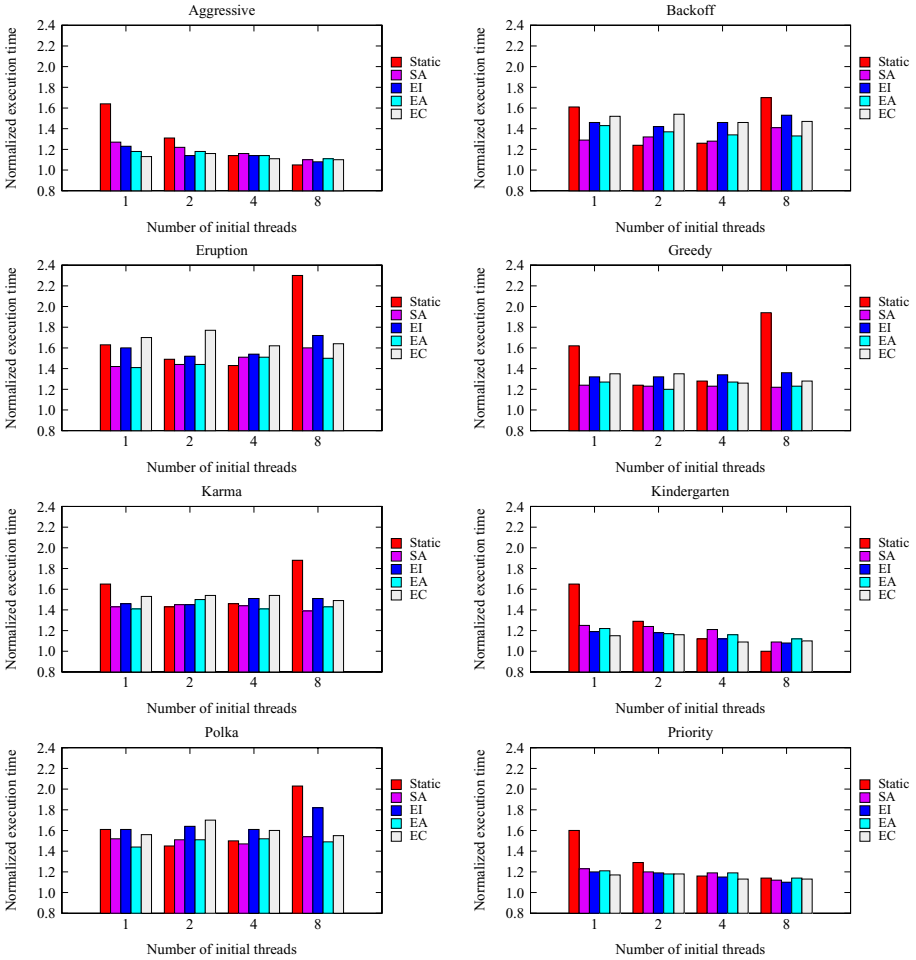 Aggressive
Normalized execution time
2.4
2.2
2.0
1.8
1.6
1.4
1.2
1.0
0.8
1 2 4 8
Number of initial threads
Static
SA
EI
EA
EC
Backoff
Normalized execution time
2.4
2.2
2.0
1.8
1.6
1.4
1.2
1.0
0.8
1 2 4 8
Number of initial threads
Static
SA
EI
EA
EC
Eruption
Normalized execution time
2.4
2.2
2.0
1.8
1.6
1.4
1.2
1.0
0.8
1 2 4 8
Number of initial threads
Static
SA
EI
EA
EC
Greedy
Normalized execution time
2.4
2.2
2.0
1.8
1.6
1.4
1.2
1.0
0.8
1 2 4 8
Number of initial threads
Static
SA
EI
EA
EC
Karma
Normalized execution time
2.4
2.2
2.0
1.8
1.6
1.4
1.2
1.0
0.8
1 2 4 8
Number of initial threads
Static
SA
EI
EA
EC
Kindergarten
Normalized execution time
2.4
2.2
2.0
1.8
1.6
1.4
1.2
1.0
0.8
1 2 4 8
Number of initial threads
Static
SA
EI
EA
EC
Polka
Normalized execution time
2.4
2.2
2.0
1.8
1.6
1.4
1.2
1.0
0.8
1 2 4 8
Number of initial threads
Static
SA
EI
EA
EC
Priority
Normalized execution time
2.4
2.2
2.0
1.8
1.6
1.4
1.2
1.0
0.8
1 2 4 8
Number of initial threads
Static
SA
EI
EA
EC